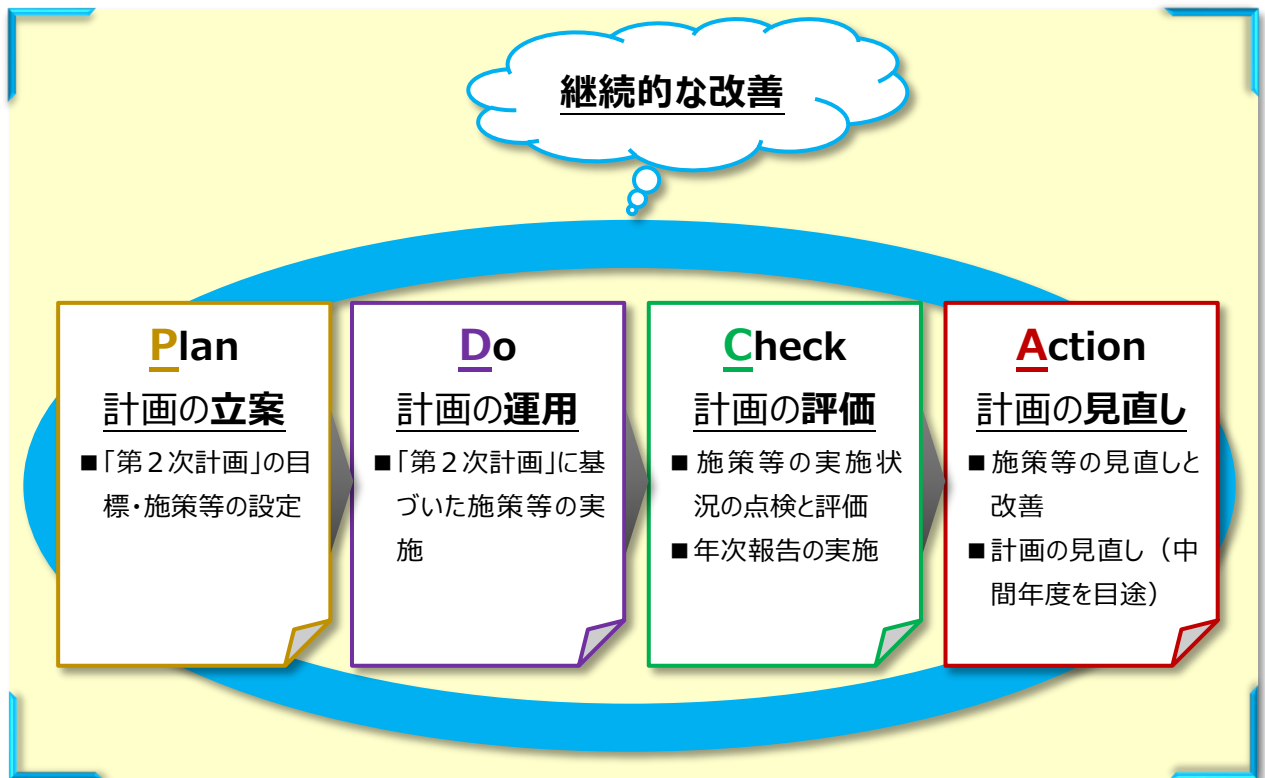 継続的な改善
Plan
計画の立案
■「第２次計画」の目
標・施策等の設定
Do
計画の運用
■「第２次計画」に基
づいた施策等の実
施
Check
計画の評価
■施策等の実施状
況の点検と評価
■年次報告の実施
Action
計画の見直し
■施策等の見直しと
改善
■計画の見直し（中
間年度を目途）